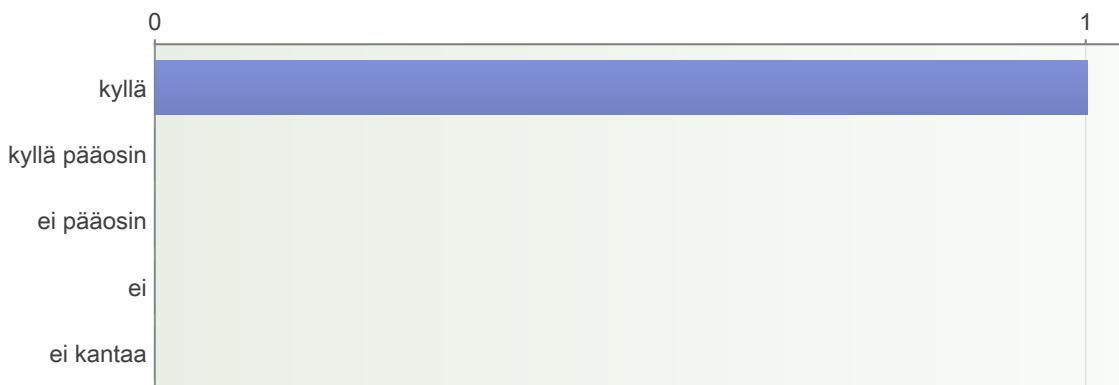 0 1
kyllä
kyllä pääosin
ei pääosin
ei
ei kantaa